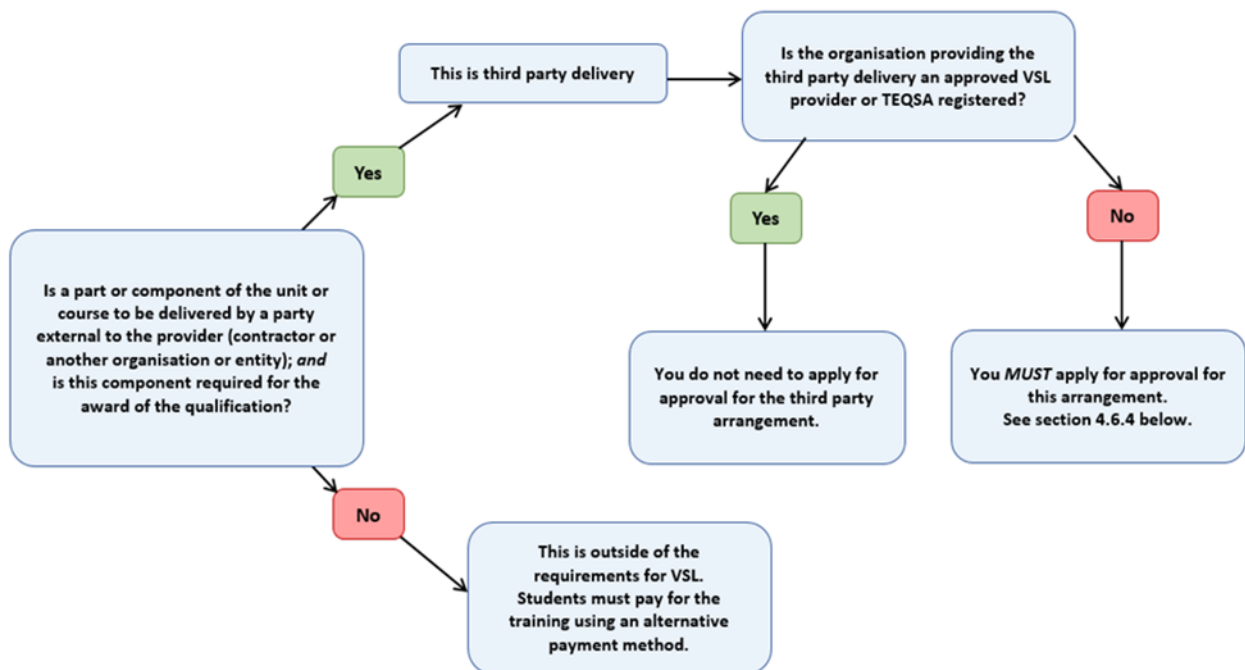 Is a part or component of the unit or
course to be delivered by a party
external to the provider (contractor or
another organisation or entity); and
is this component required for the
award of the qualification?
Yes
This is third party delivery
Is the organisation providing the
third party delivery an approved VSL
provider or TEQSA registered?
Yes
You do not need to apply for
approval for the third party
arrangement.
No
You MUST apply for approval for
this arrangement.
See section 4.6.4 below.
No
This is outside of the
requirements for VSL.
Students must pay for the
training using an alternative
payment method.